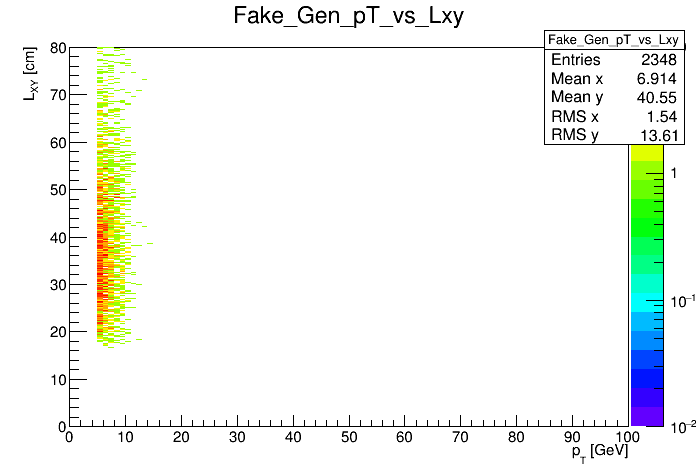 Fake_Gen_pT_vs_Lxy
Fake_Gen_pT_vs_Lxy
Entries 2348
Mean x 6.914
Mean y 40.55
RMS x 1.54
RMS y 13.61
L_XY [cm]
80
70
60
50
40
30
20
10
0
0 10 20 30 40 50 60 70 80 90 100
p_T [GeV]
1
10^-1
10^-2